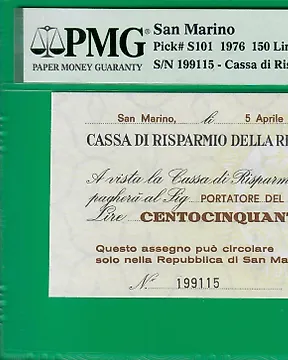 PMG®
PAPER MONEY GUARANTY
San Marino
Pick# S101 1976 150 Lir
S/N 199115 - Cassa di Ris
San Marino, li 5 Aprile
CASSA DI RISPARMIO DELLA RE
A vista la Cassa di Risparm
pagherà al Sig. PORTATORE DEL
Lire CENTOCINQUANT
Questo assegno può circolare
solo nella Repubblica di San Ma
N.º 199115